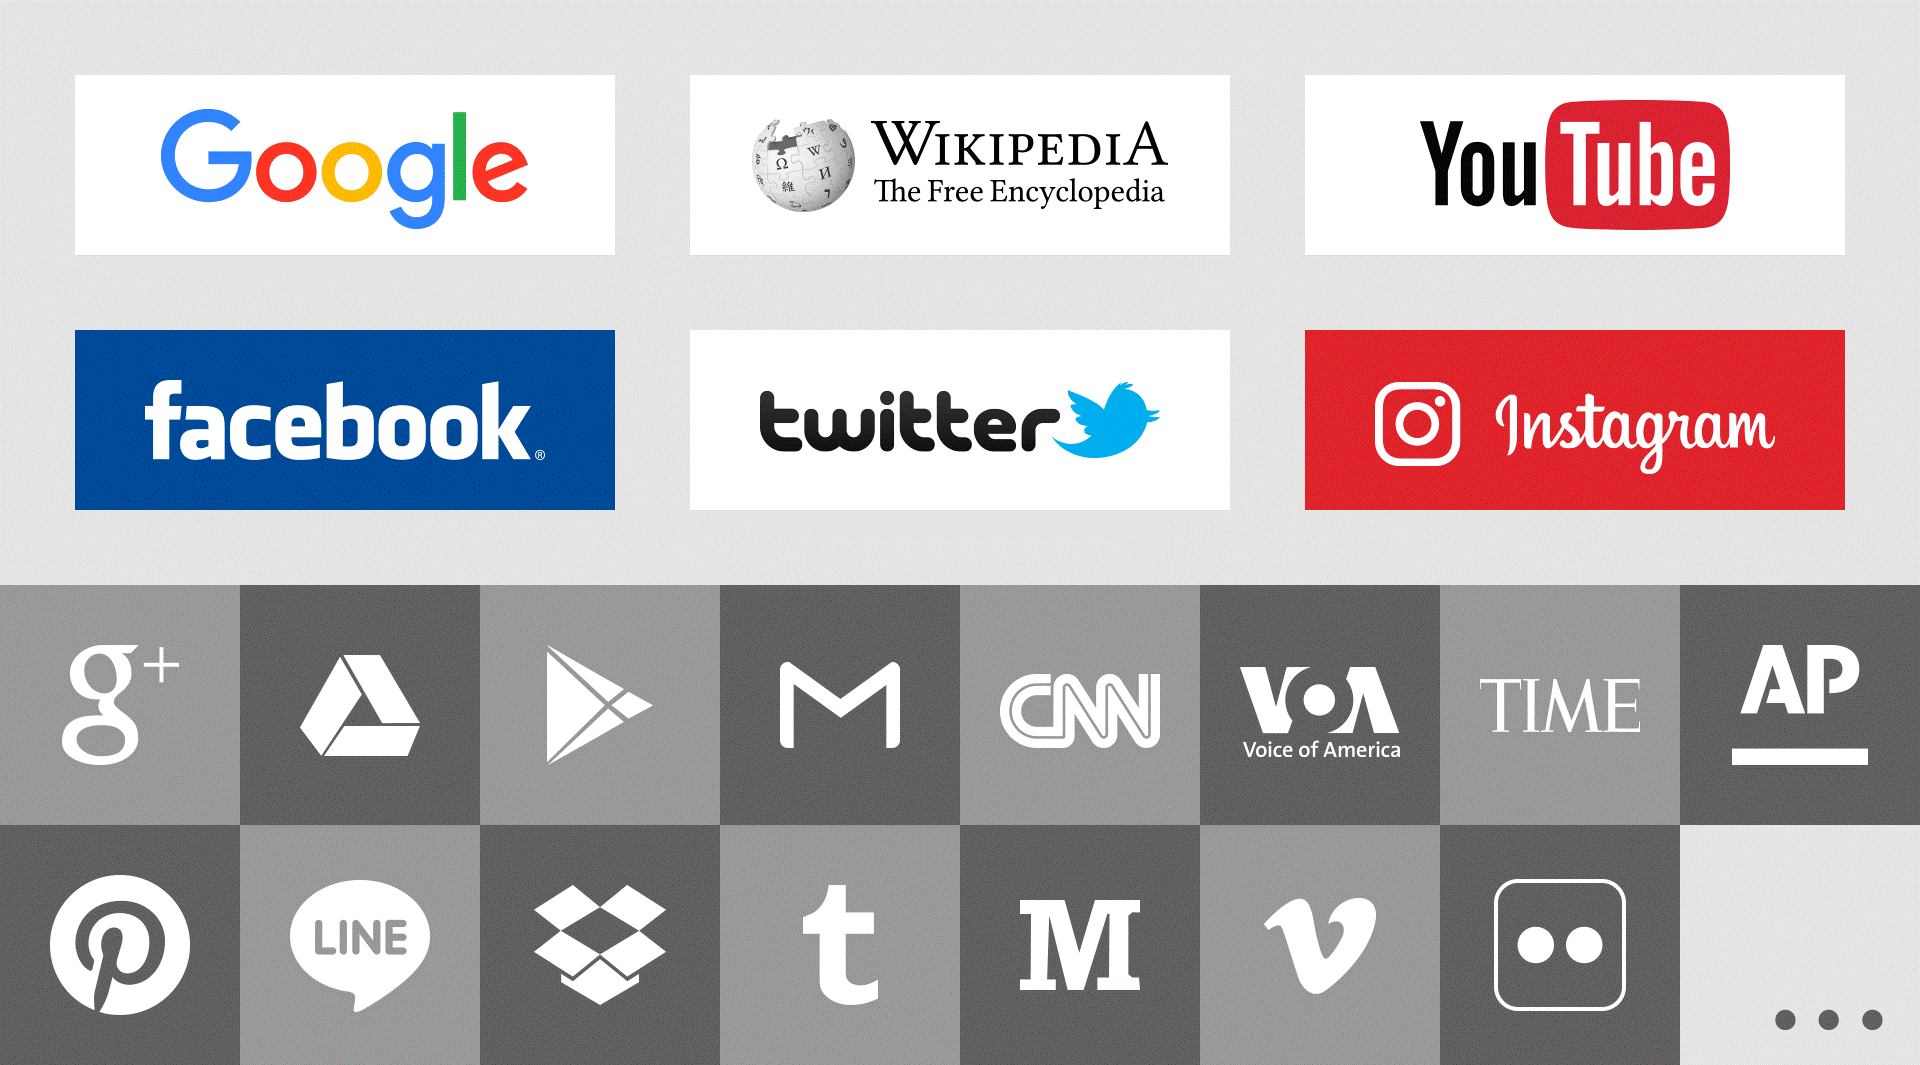 Google
WIKIPEDIA
The Free Encyclopedia
YouTube
facebook®
twitter
Instagram
g+
M
CNN
VOA
Voice of America
TIME
AP
LINE
t
M
v